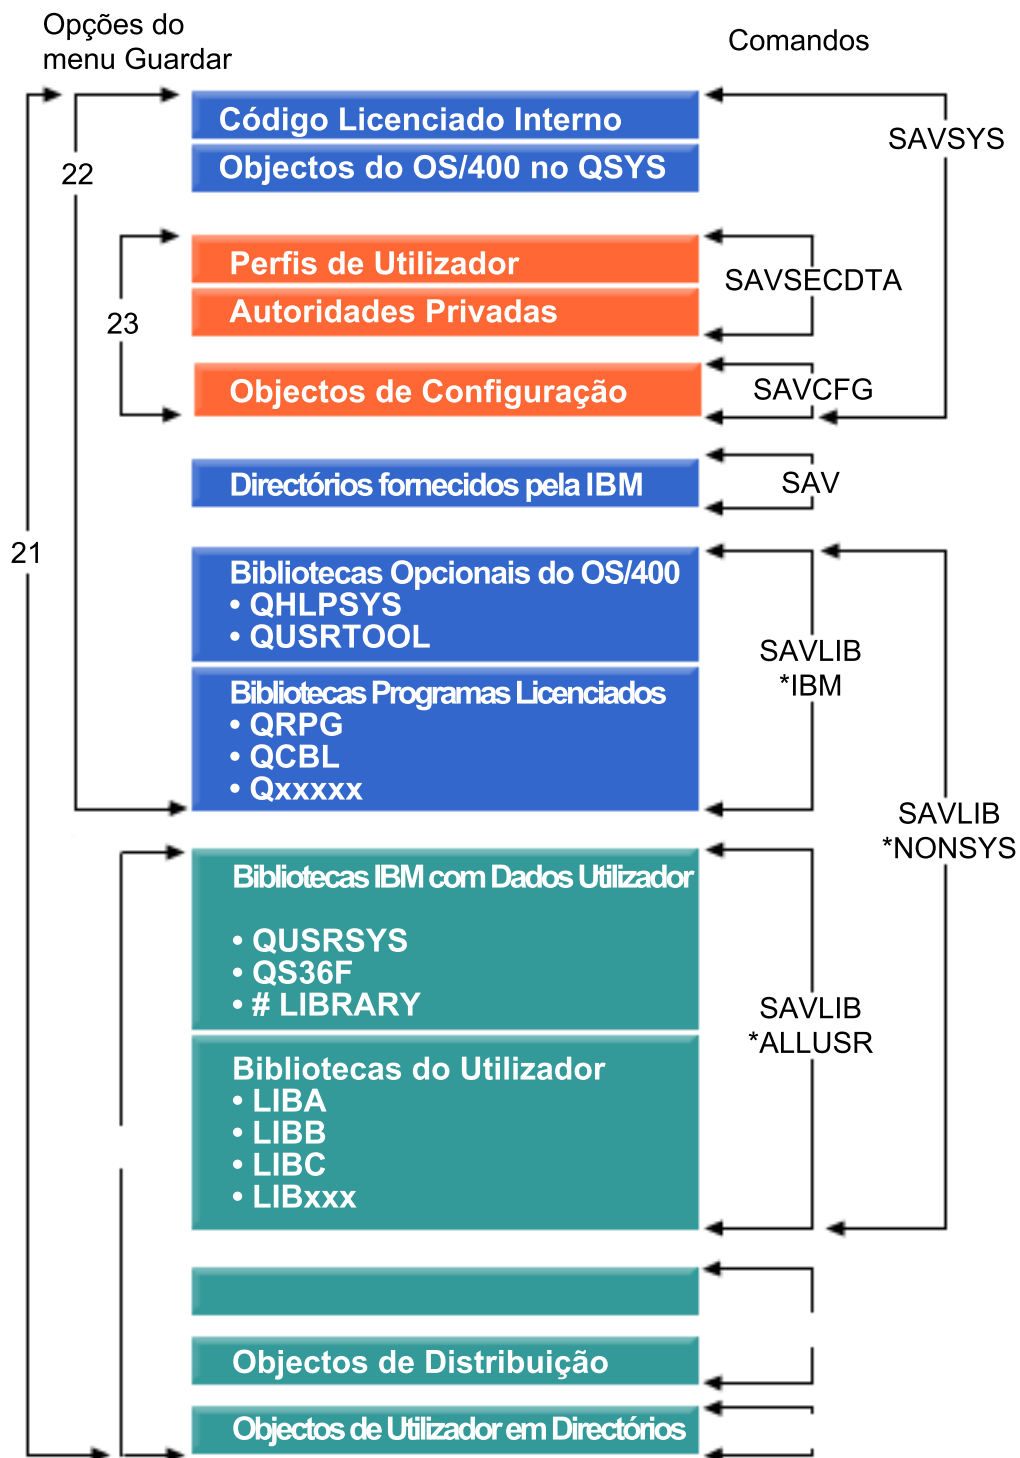 Opções do
menu Guardar
Comandos
Código Licenciado Interno
Objectos do OS/400 no QSYS
SAVSYS
22
Perfis de Utilizador
Autoridades Privadas
SAVSECDTA
23
Objectos de Configuração
SAVCFG
Directórios fornecidos pela IBM
SAV
21
Bibliotecas Opcionais do OS/400
• QHLPSYS
• QUSRTOOL
SAVLIB
*IBM
Bibliotecas Programas Licenciados
• QRPG
• QCBL
• Qxxxxx
SAVLIB
*NONSYS
Bibliotecas IBM com Dados Utilizador
• QUSRSYS
• QS36F
• # LIBRARY
SAVLIB
*ALLUSR
Bibliotecas do Utilizador
• LIBA
• LIBB
• LIBC
• LIBxxx
Objectos de Distribuição
Objectos de Utilizador em Directórios